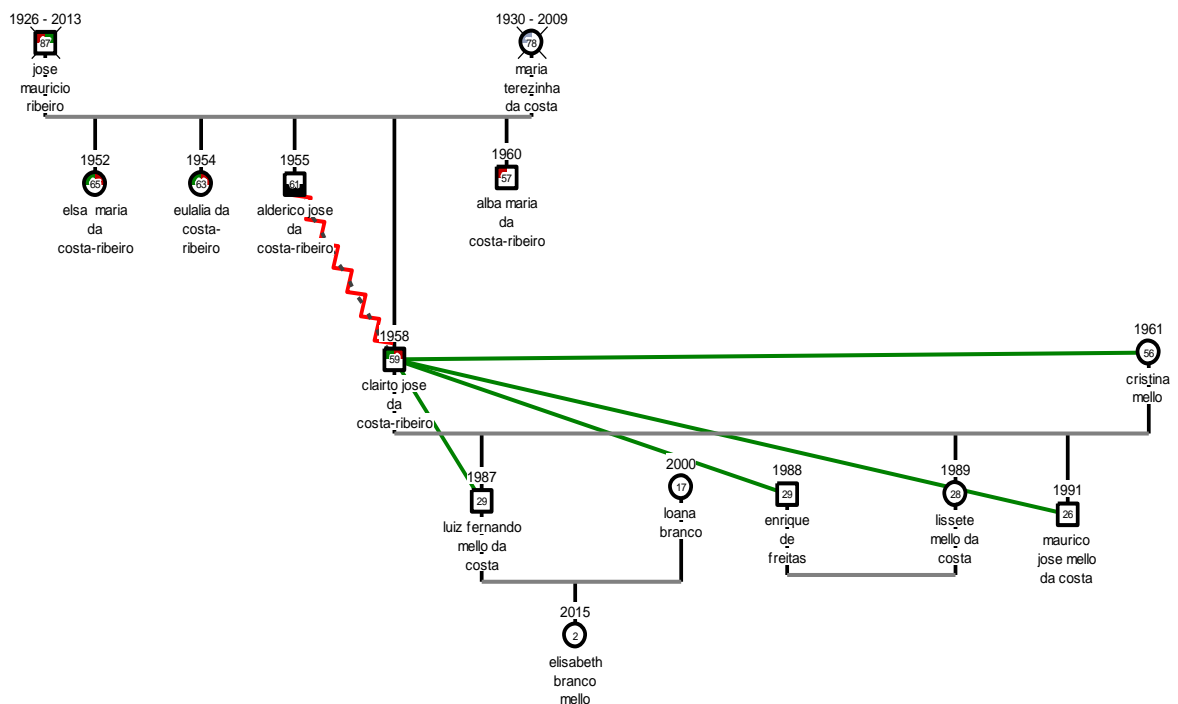 1926 - 2013
87
jose
mauricio
ribeiro
1930 - 2009
78
maria
terezinha
da costa
1952
65
elsa maria
da
costa-ribeiro
1954
63
eulalia da
costa-
ribeiro
1955
61
alderico jose
da
costa-ribeiro
1960
57
alba maria
da
costa-ribeiro
1958
59
clairto jose
da
costa-ribeiro
1961
56
cristina
mello
1987
29
luiz fernando
mello da
costa
2000
17
loana
branco
1988
29
enrique
de
freitas
1989
28
lissete
mello da
costa
1991
26
maurico
jose mello
da costa
2015
2
elisabeth
branco
mello